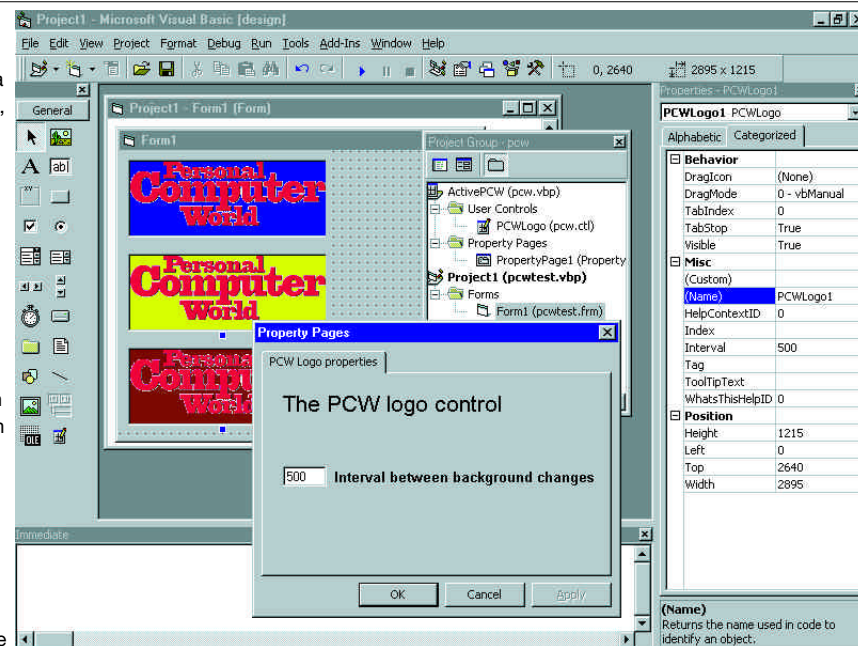 Project1 - Microsoft Visual Basic [design]
File Edit View Project Format Debug Run Tools Add-Ins Window Help
0, 2640
2895 x 1215
a
,
n
n
e
General
A
ab|
xv
OLE
Project1 - Form1 (Form)
Form1
Personal
Computer
World
Personal
Computer
World
Personal
Computer
World
Project Group - pcw
ActivePCW (pcw.vbp)
User Controls
PCWLogo (pcw.ctl)
Property Pages
PropertyPage1 (Property
Project1 (pcwtest.vbp)
Forms
Form1 (pcwtest.frm)
Property Pages
PCW Logo properties
The PCW logo control
500 Interval between background changes
OK Cancel Apply
Immediate
Properties - PCWLogo1
PCWLogo1 PCWLogo
Alphabetic Categorized
Behavior
DragIcon (None)
DragMode 0 - vbManual
TabIndex 0
TabStop True
Visible True
Misc
(Custom)
(Name) PCWLogo1
HelpContextID 0
Index
Interval 500
Tag
ToolTipText
WhatsThisHelpID 0
Position
Height 1215
Left 0
Top 2640
Width 2895
(Name)
Returns the name used in code to
identify an object.